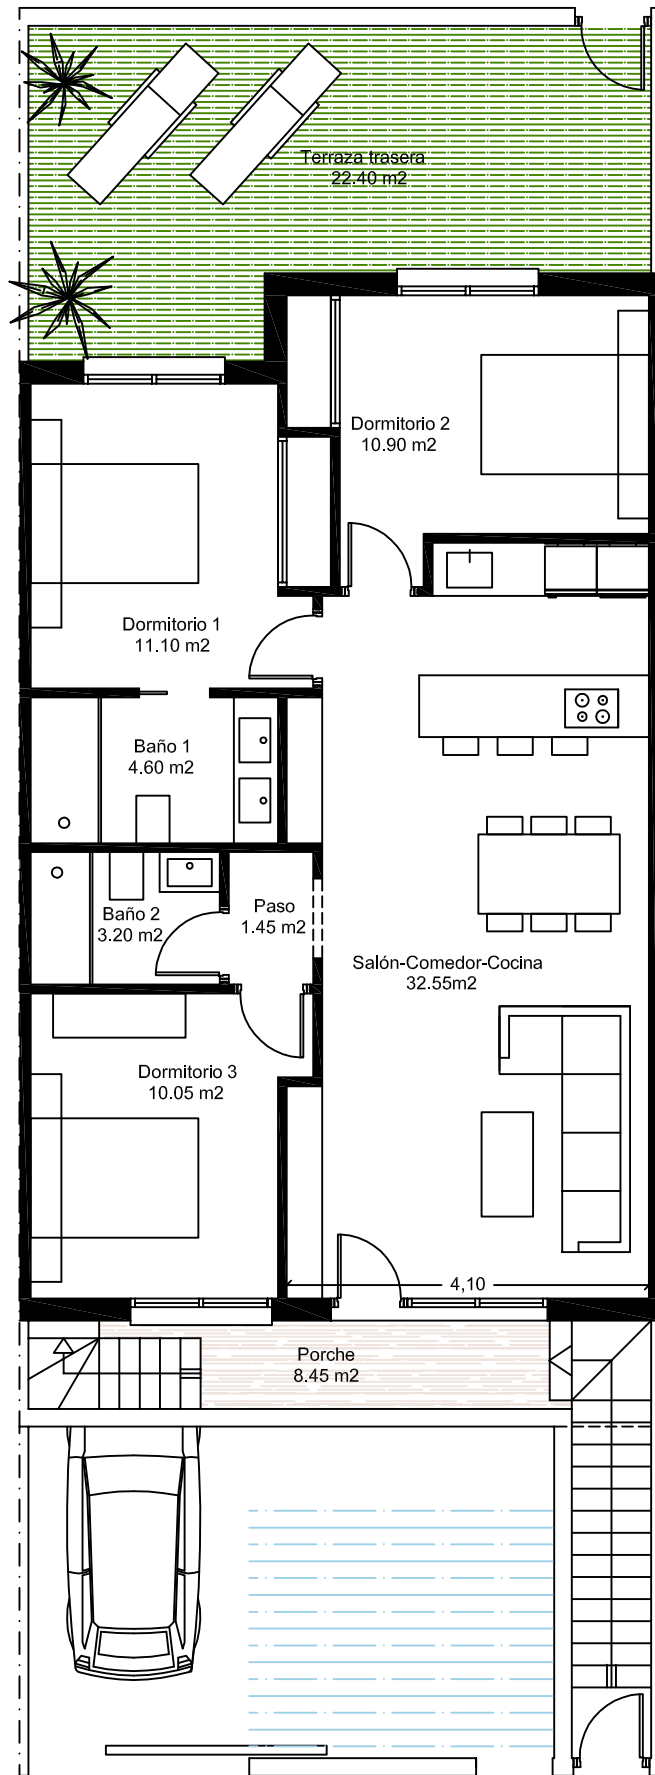 Terraza trasera
22.40 m2
Dormitorio 2
10.90 m2
Dormitorio 1
11.10 m2
Baño 1
4.60 m2
Baño 2
3.20 m2
Paso
1.45 m2
Salón-Comedor-Cocina
32.55m2
Dormitorio 3
10.05 m2
4,10
Porche
8.45 m2